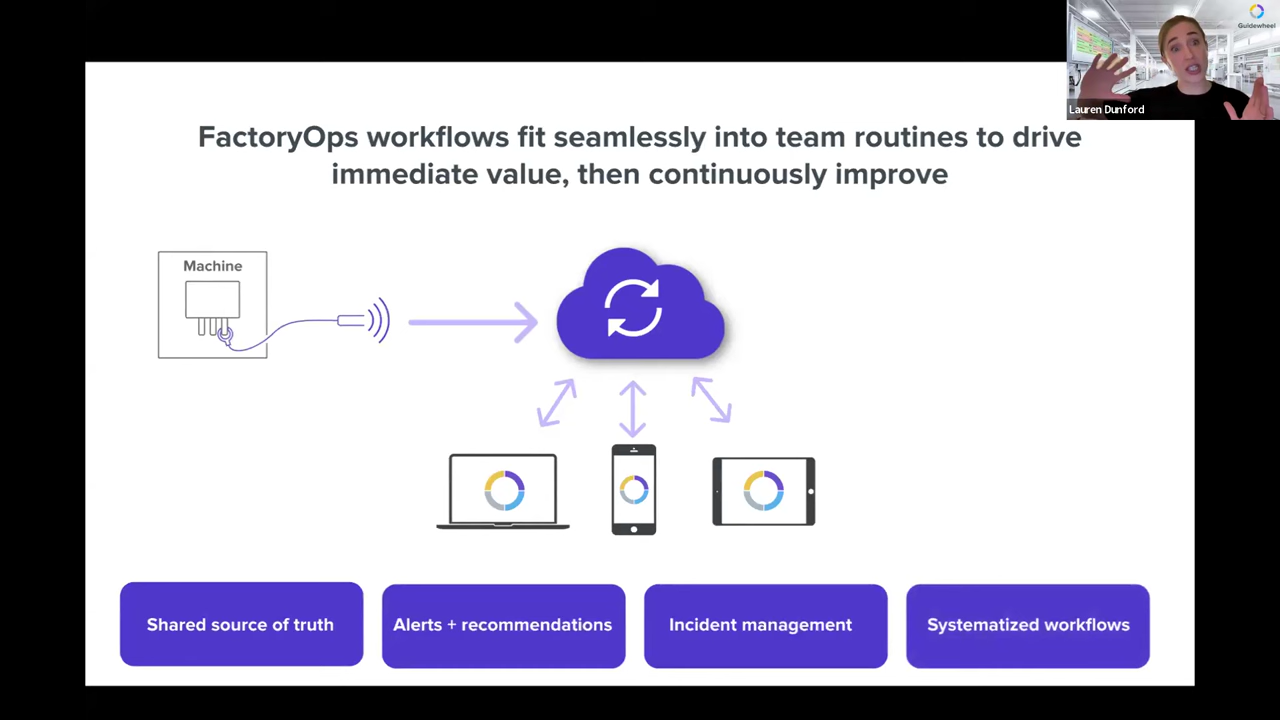 Guidewheel
Lauren Dunford
FactoryOps workflows fit seamlessly into team routines to drive
immediate value, then continuously improve
Machine
Shared source of truth
Alerts + recommendations
Incident management
Systematized workflows